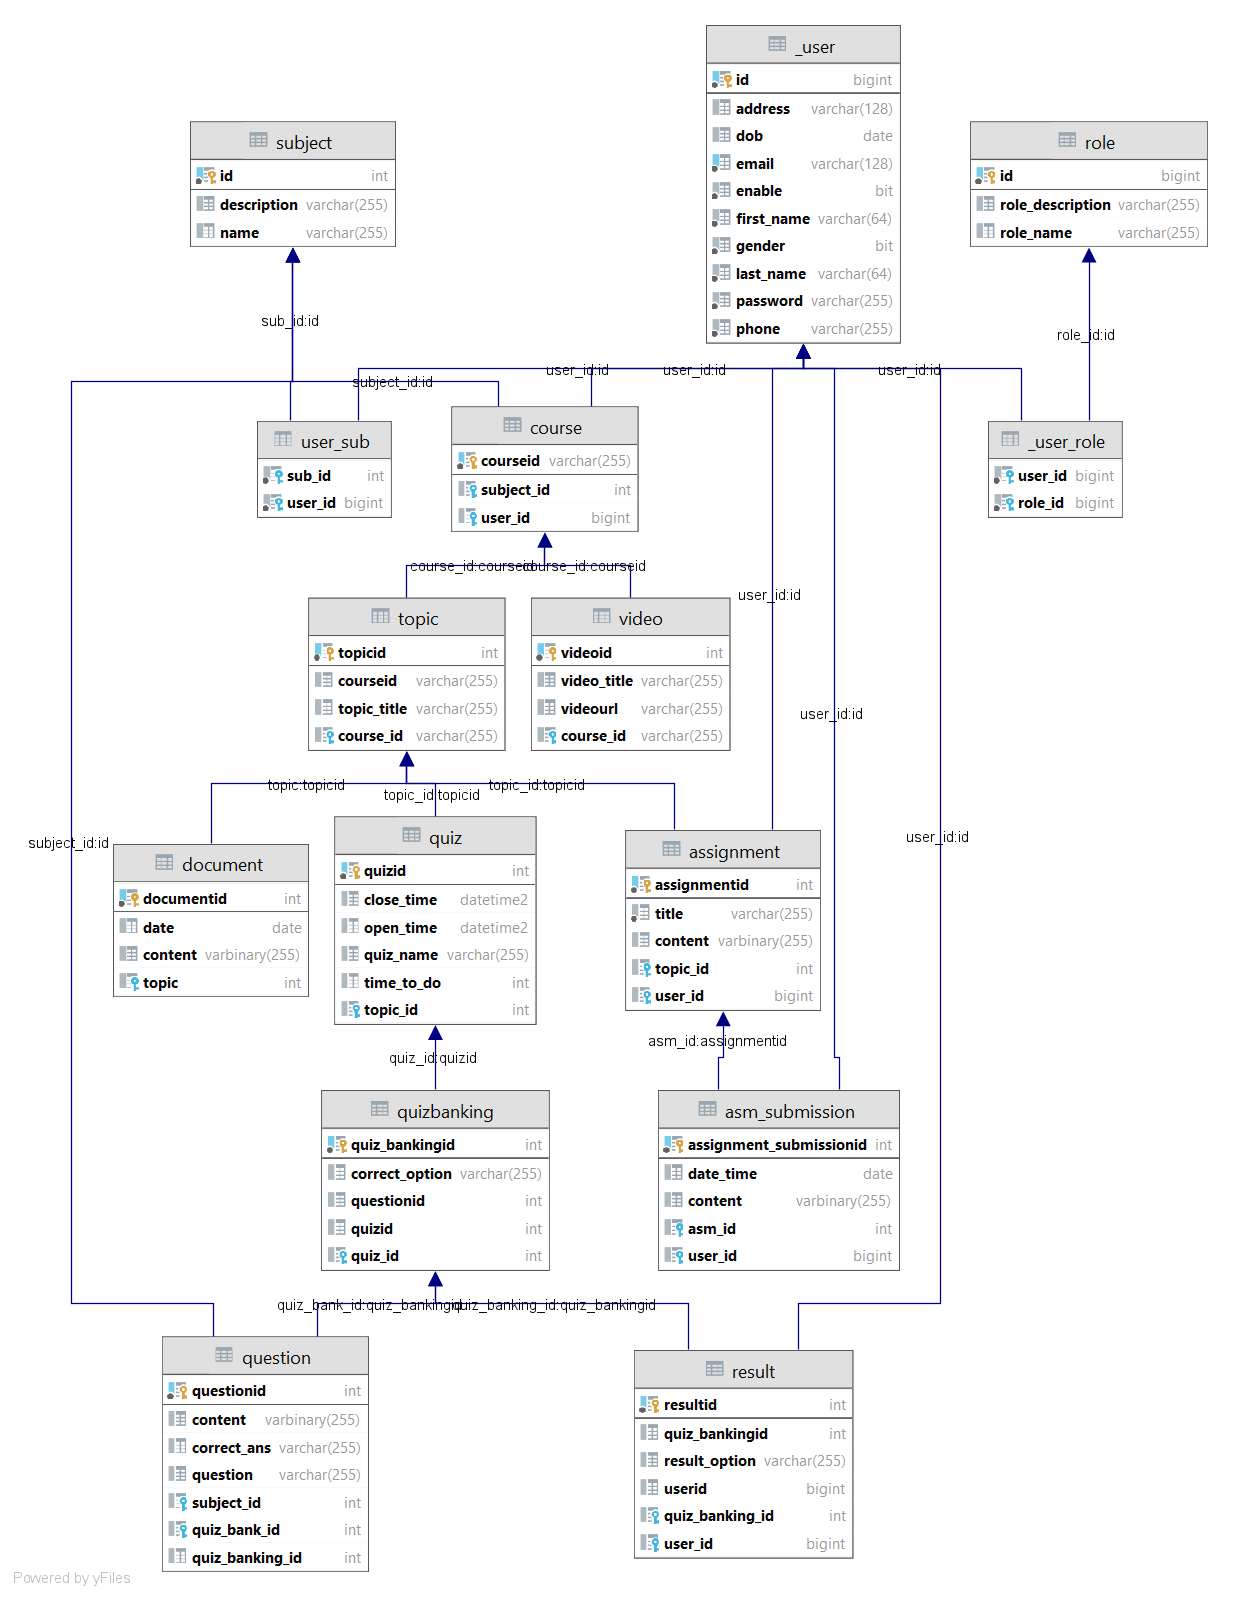 _user
id bigint
address varchar(128)
dob date
email varchar(128)
enable bit
first_name varchar(64)
gender bit
last_name varchar(64)
password varchar(255)
phone varchar(255)
subject
id int
description varchar(255)
name varchar(255)
role
id bigint
role_description varchar(255)
role_name varchar(255)
sub_id:id
role_id:id
subject_id:id
user_id:id
user_id:id
user_id:id
user_sub
sub_id int
user_id bigint
course
courseid varchar(255)
subject_id int
user_id bigint
_user_role
user_id bigint
role_id bigint
course_id:courseid
course_id:courseid
user_id:id
topic
topicid int
courseid varchar(255)
topic_title varchar(255)
course_id varchar(255)
video
videoid int
video_title varchar(255)
videourl varchar(255)
course_id varchar(255)
user_id:id
topic:topicid
topic_id:topicid
topic_id:topicid
subject_id:id
user_id:id
document
documentid int
date date
content varbinary(255)
topic int
quiz
quizid int
close_time datetime2
open_time datetime2
quiz_name varchar(255)
time_to_do int
topic_id int
assignment
assignmentid int
title varchar(255)
content varbinary(255)
topic_id int
user_id bigint
quiz_id:quizid
asm_id:assignmentid
quizbanking
quiz_bankingid int
correct_option varchar(255)
questionid int
quizid int
quiz_id int
asm_submission
assignment_submissionid int
date_time date
content varbinary(255)
asm_id int
user_id bigint
quiz_bank_id:quiz_bankingid
quiz_banking_id:quiz_bankingid
question
questionid int
content varbinary(255)
correct_ans varchar(255)
question varchar(255)
subject_id int
quiz_bank_id int
quiz_banking_id int
result
resultid int
quiz_bankingid int
result_option varchar(255)
userid bigint
quiz_banking_id int
user_id bigint
Powered by yFiles